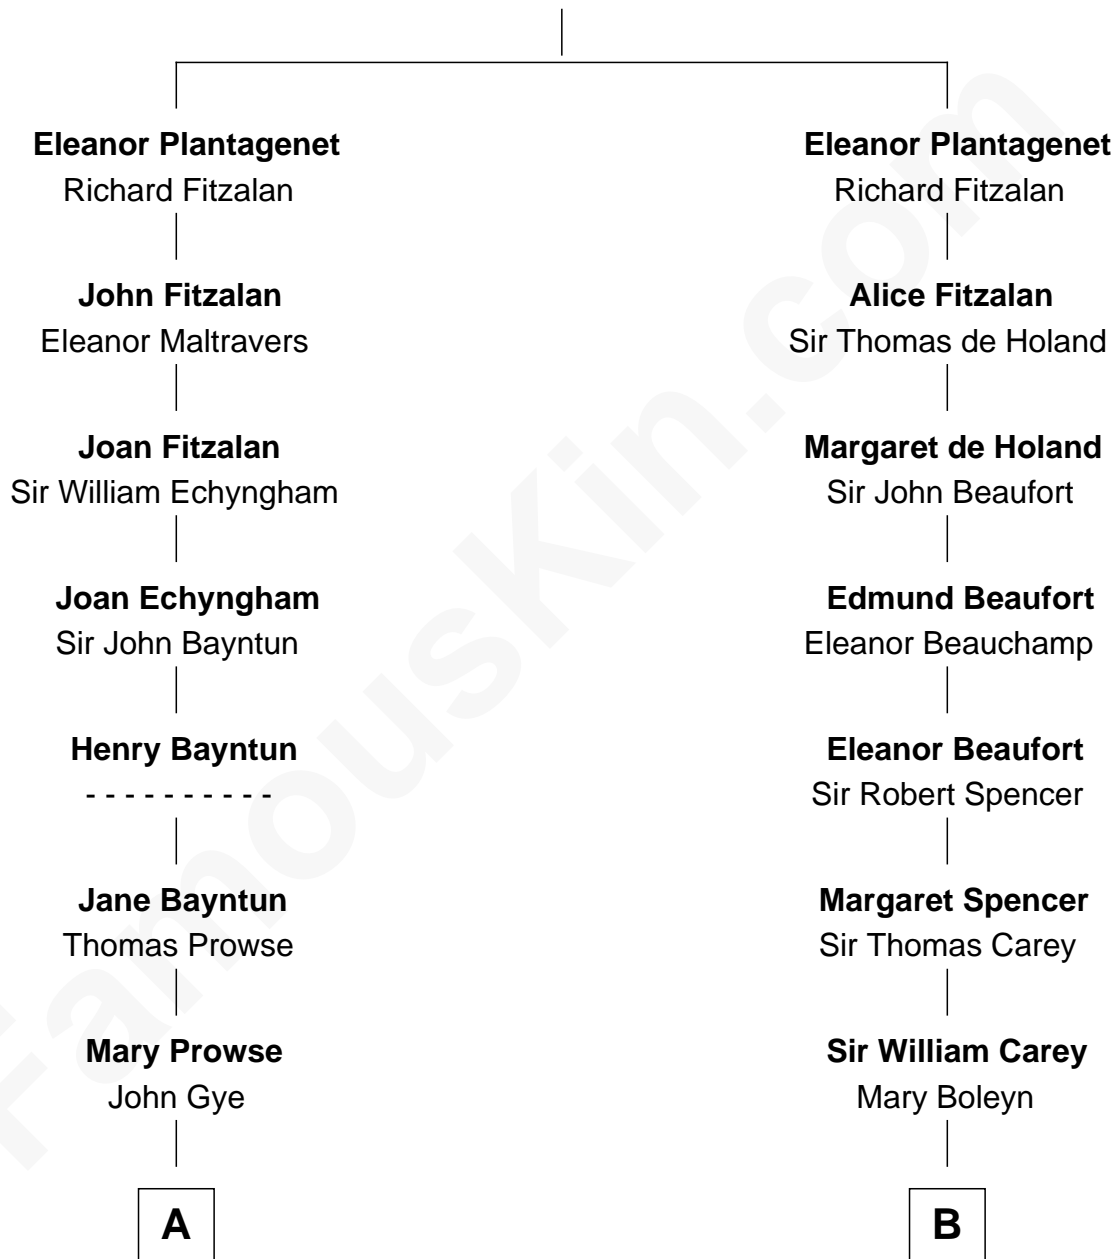 Eleanor Plantagenet
Richard Fitzalan
John Fitzalan
Eleanor Maltravers
Joan Fitzalan
Sir William Echyngham
Joan Echyngham
Sir John Bayntun
Henry Bayntun
- - - - - - - - - -
Jane Bayntun
Thomas Prowse
Mary Prowse
John Gye
A
Eleanor Plantagenet
Richard Fitzalan
Alice Fitzalan
Sir Thomas de Holand
Margaret de Holand
Sir John Beaufort
Edmund Beaufort
Eleanor Beauchamp
Eleanor Beaufort
Sir Robert Spencer
Margaret Spencer
Sir Thomas Carey
Sir William Carey
Mary Boleyn
B
FamousKin.com